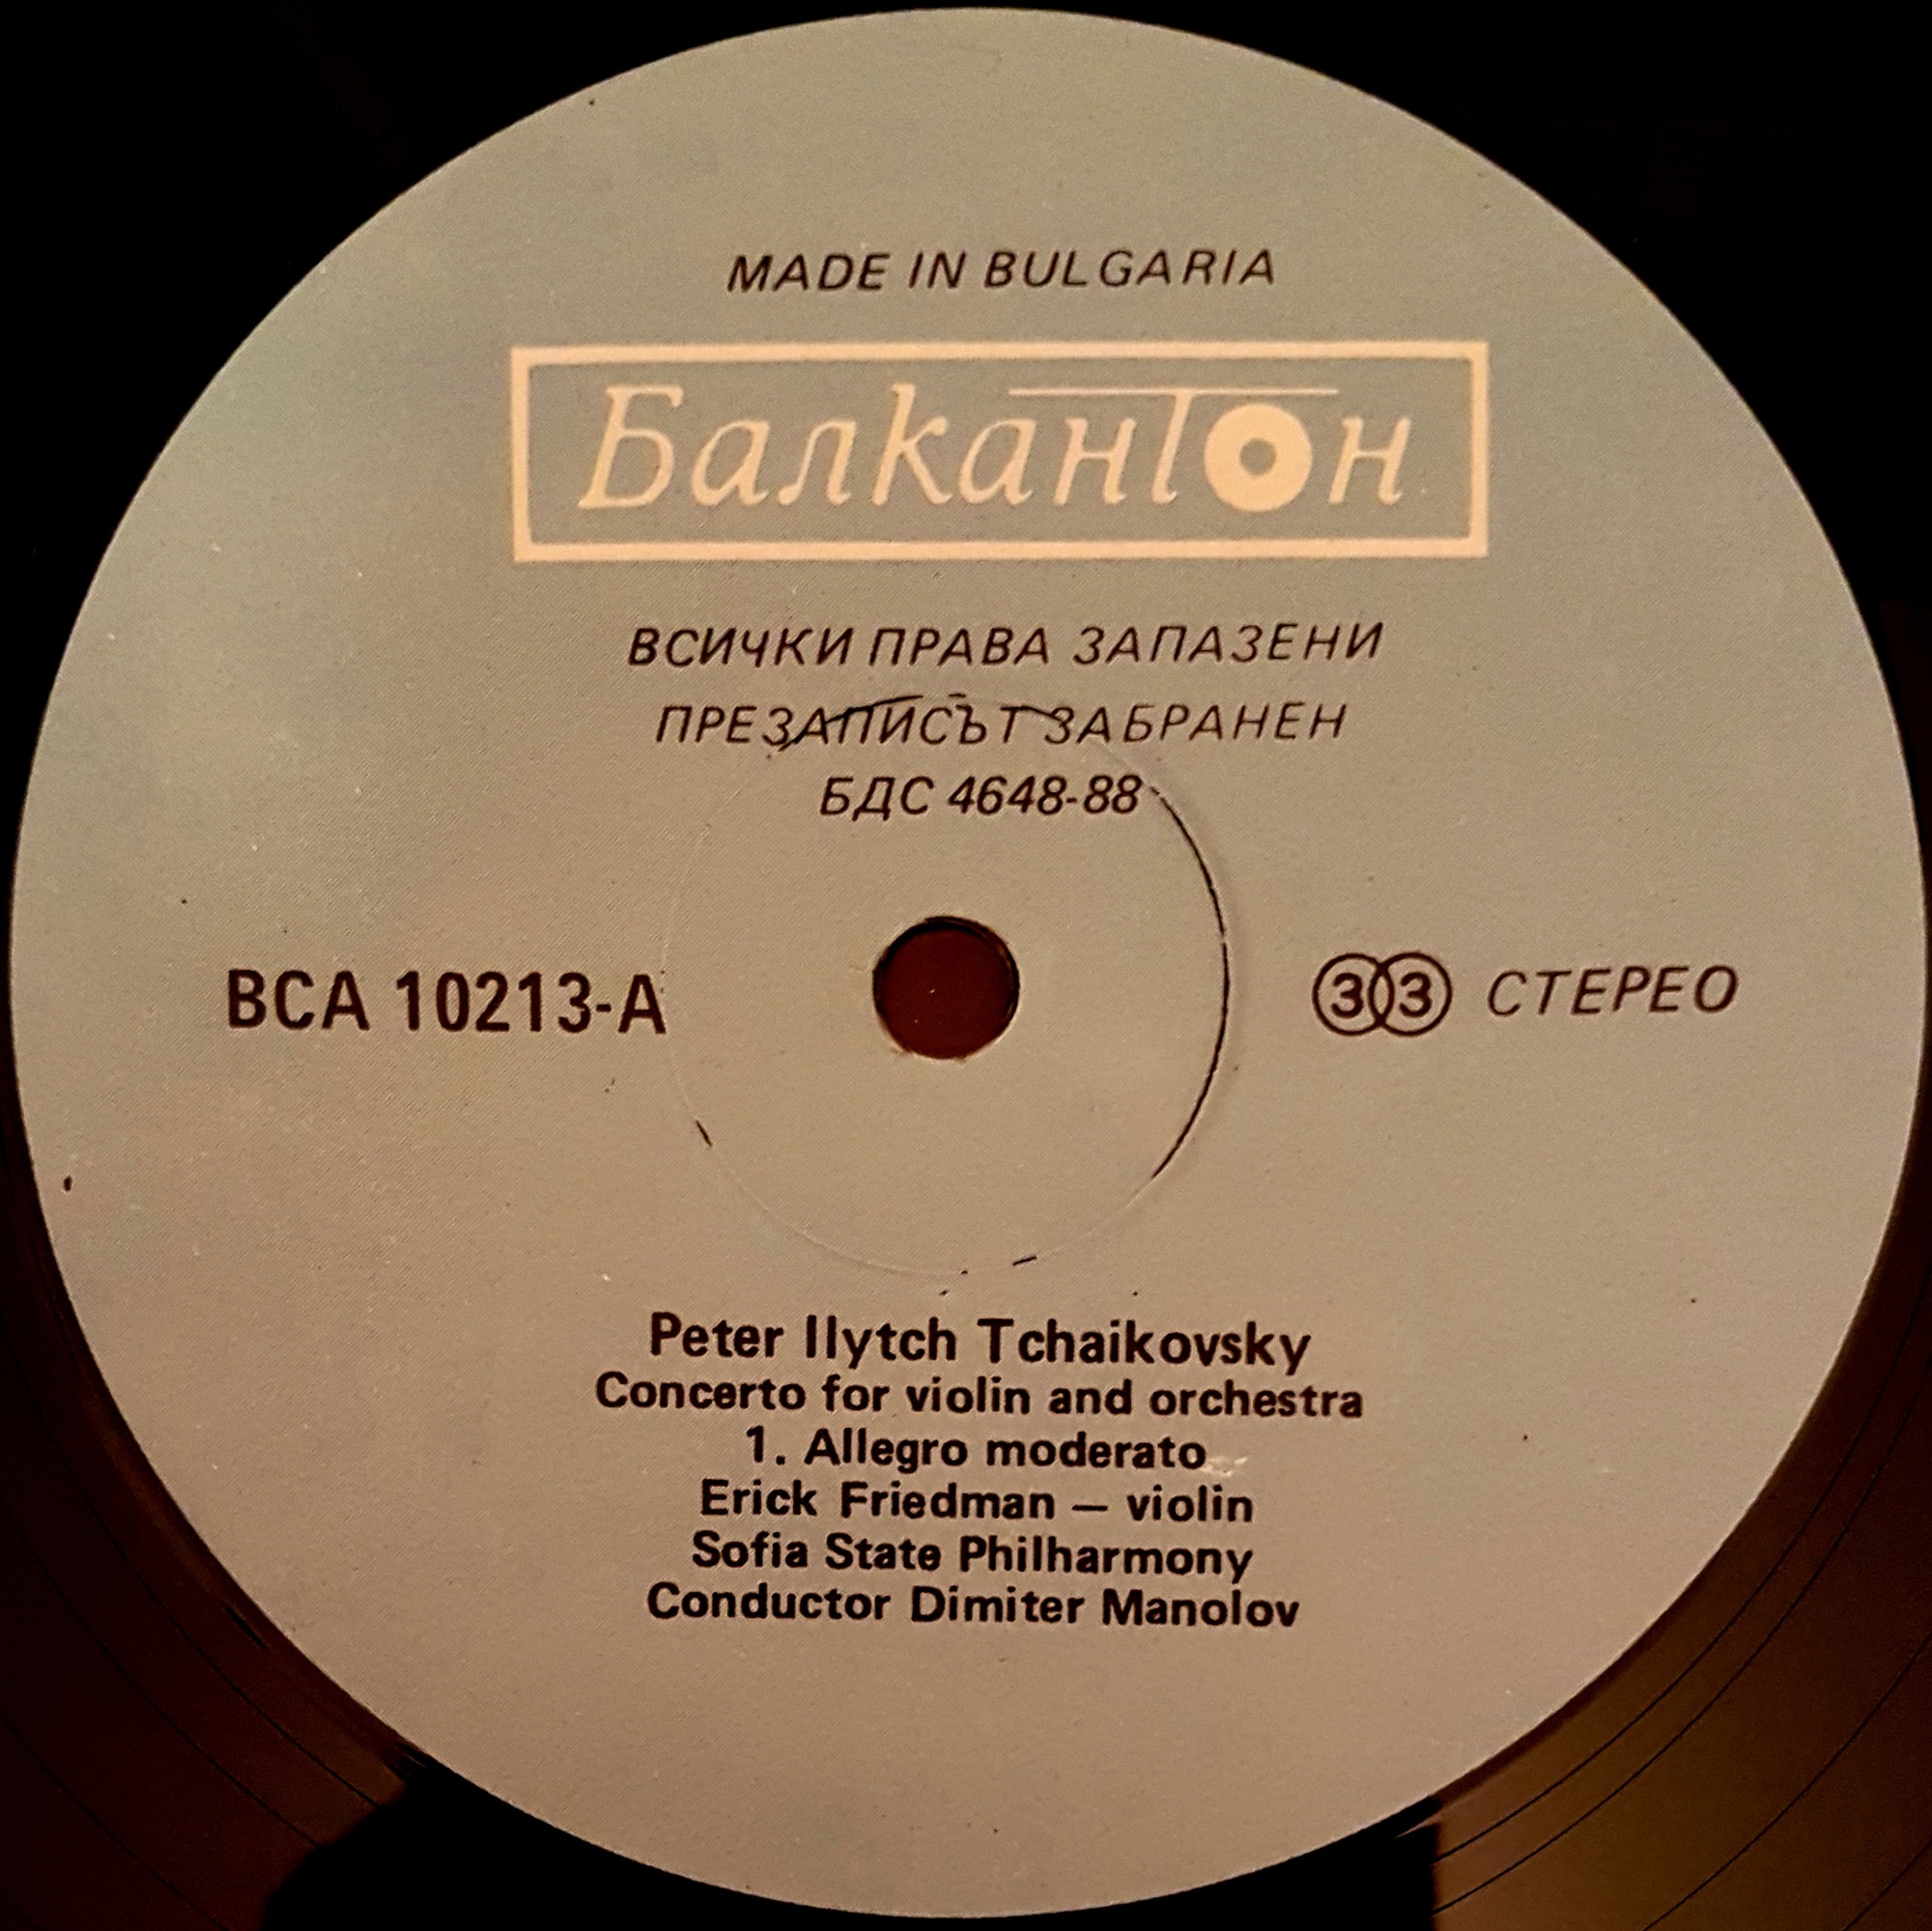 MADE IN BULGARIA
Балкантон
ВСИЧКИ ПРАВА ЗАПАЗЕНИ
ПРЕЗАПИСЪТ ЗАБРАНЕН
БДС 4648-88
ВСА 10213-А
33 СТЕРЕО
Peter Ilytch Tchaikovsky
Concerto for violin and orchestra
1. Allegro moderato
Erick Friedman — violin
Sofia State Philharmony
Conductor Dimiter Manolov